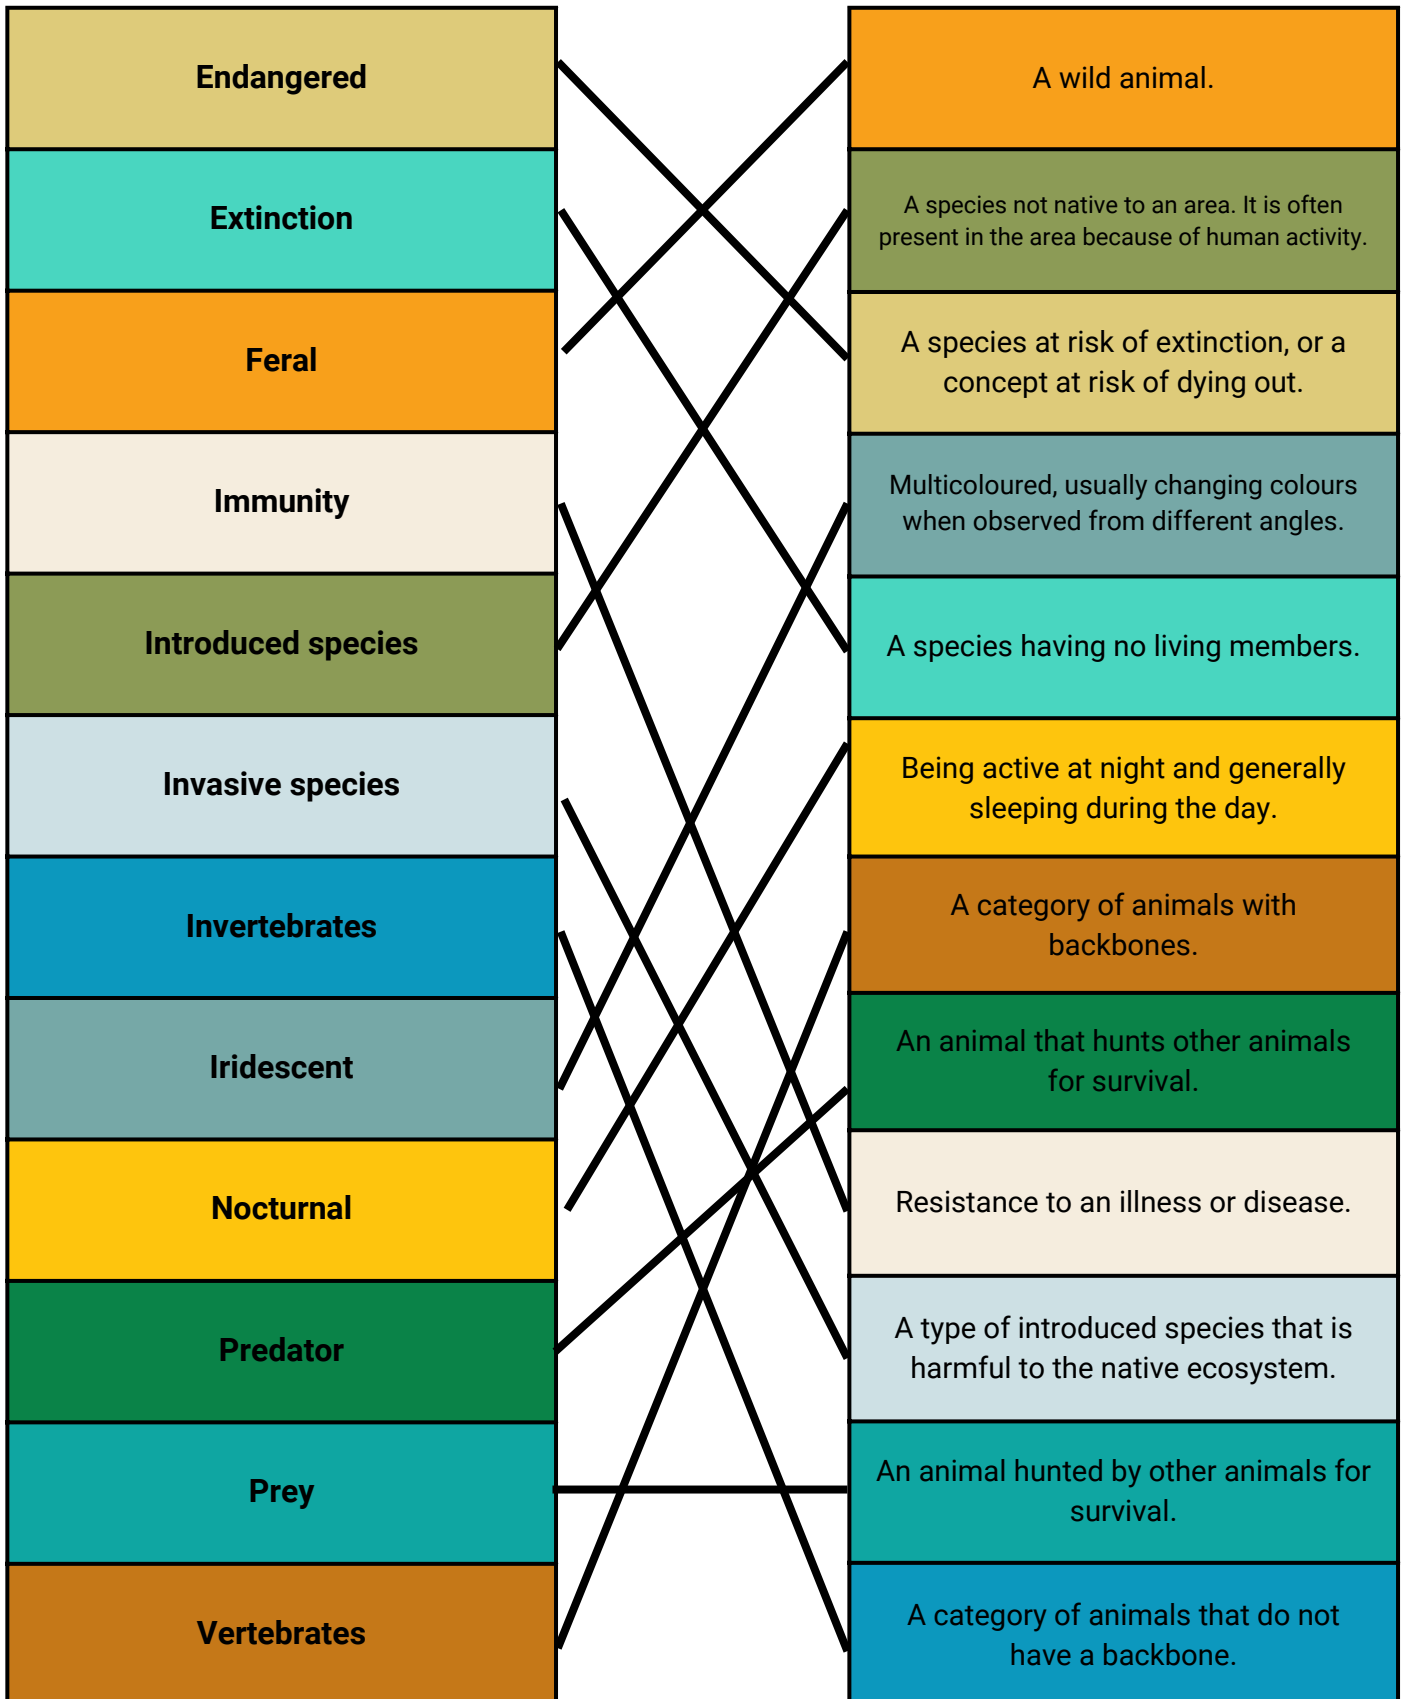 Endangered
Extinction
Feral
Immunity
Introduced species
Invasive species
Invertebrates
Iridescent
Nocturnal
Predator
Prey
Vertebrates
A wild animal.
A species not native to an area. It is often
present in the area because of human activity.
A species at risk of extinction, or a
concept at risk of dying out.
Multicoloured, usually changing colours
when observed from different angles.
A species having no living members.
Being active at night and generally
sleeping during the day.
A category of animals with
backbones.
An animal that hunts other animals
for survival.
Resistance to an illness or disease.
A type of introduced species that is
harmful to the native ecosystem.
An animal hunted by other animals for
survival.
A category of animals that do not
have a backbone.